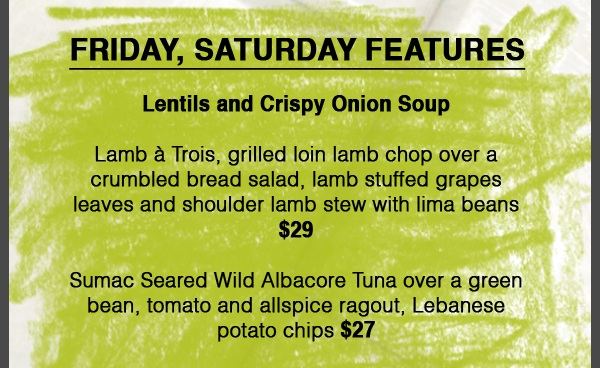 FRIDAY, SATURDAY FEATURES
Lentils and Crispy Onion Soup
Lamb à Trois, grilled loin lamb chop over a
crumbled bread salad, lamb stuffed grapes
leaves and shoulder lamb stew with lima beans
$29
Sumac Seared Wild Albacore Tuna over a green
bean, tomato and allspice ragout, Lebanese
potato chips $27